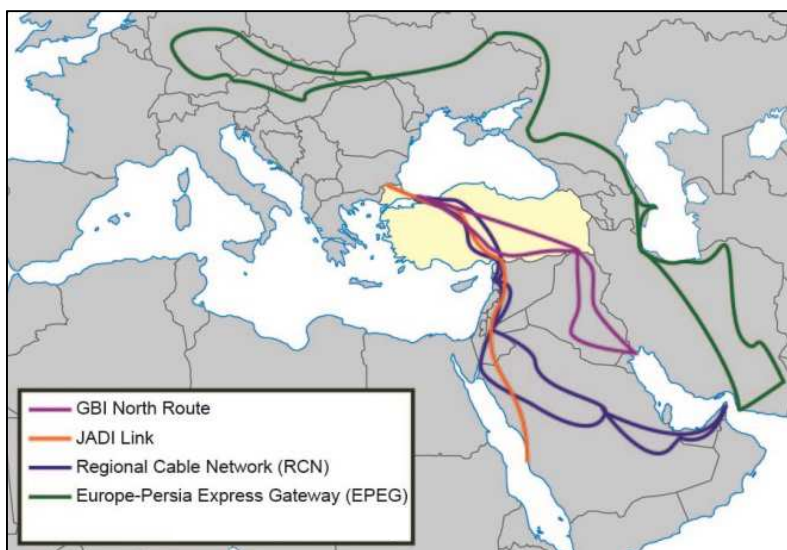 GBI North Route
JADI Link
Regional Cable Network (RCN)
Europe-Persia Express Gateway (EPEG)